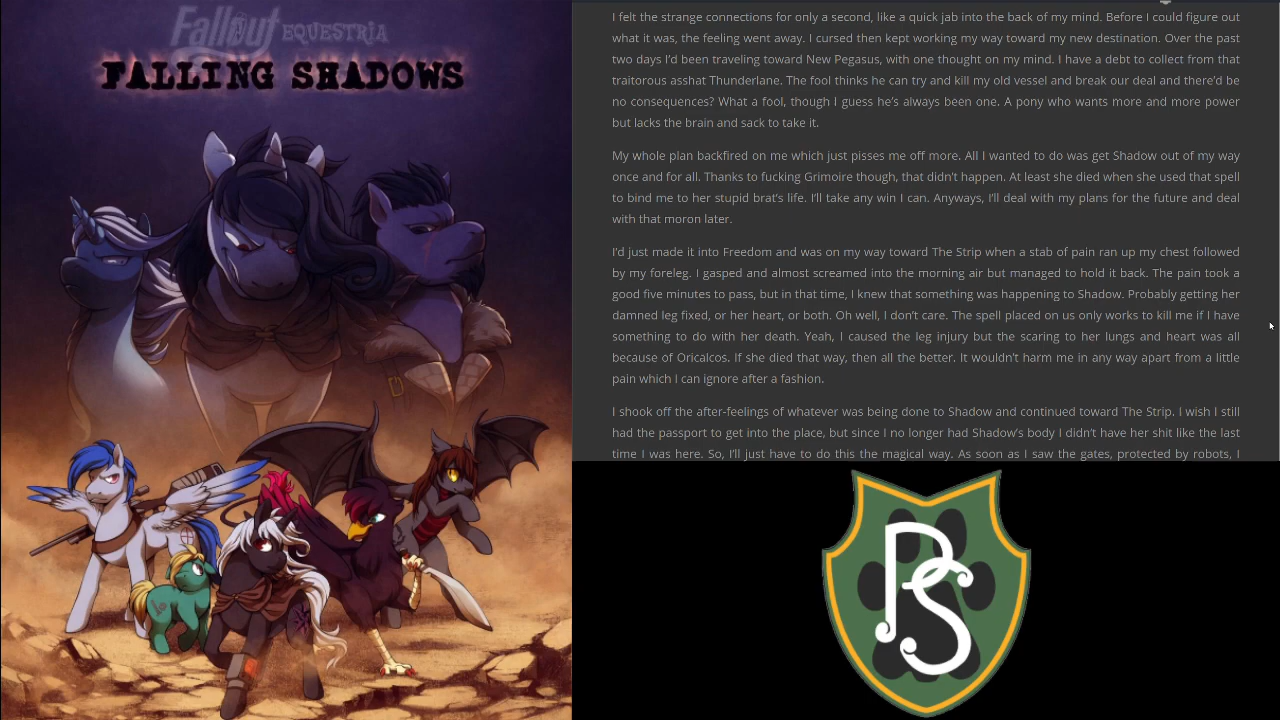 Fallout EQUESTRIA
FALLING SHADOWS
I felt the strange connections for only a second, like a quick jab into the back of my mind. Before I could figure out
what it was, the feeling went away. I cursed then kept working my way toward my new destination. Over the past
two days I’d been traveling toward New Pegasus, with one thought on my mind. I have a debt to collect from that
traitorous asshat Thunderlane. The fool thinks he can try and kill my old vessel and break our deal and there’d be
no consequences? What a fool, though I guess he’s always been one. A pony who wants more and more power
but lacks the brain and sack to take it.
My whole plan backfired on me which just pisses me off more. All I wanted to do was get Shadow out of my way
once and for all. Thanks to fucking Grimoire though, that didn’t happen. At least she died when she used that spell
to bind me to her stupid brat’s life. I’ll take any win I can. Anyways, I’ll deal with my plans for the future and deal
with that moron later.
I’d just made it into Freedom and was on my way toward The Strip when a stab of pain ran up my chest followed
by my foreleg. I gasped and almost screamed into the morning air but managed to hold it back. The pain took a
good five minutes to pass, but in that time, I knew that something was happening to Shadow. Probably getting her
damned leg fixed, or her heart, or both. Oh well, I don’t care. The spell placed on us only works to kill me if I have
something to do with her death. Yeah, I caused the leg injury but the scaring to her lungs and heart was all
because of Oricalcos. If she died that way, then all the better. It wouldn’t harm me in any way apart from a little
pain which I can ignore after a fashion.
I shook off the after-feelings of whatever was being done to Shadow and continued toward The Strip. I wish I still
had the passport to get into the place, but since I no longer had Shadow’s body I didn’t have her shit like the last
time I was here. So, I’ll just have to do this the magical way. As soon as I saw the gates, protected by robots, I
PS